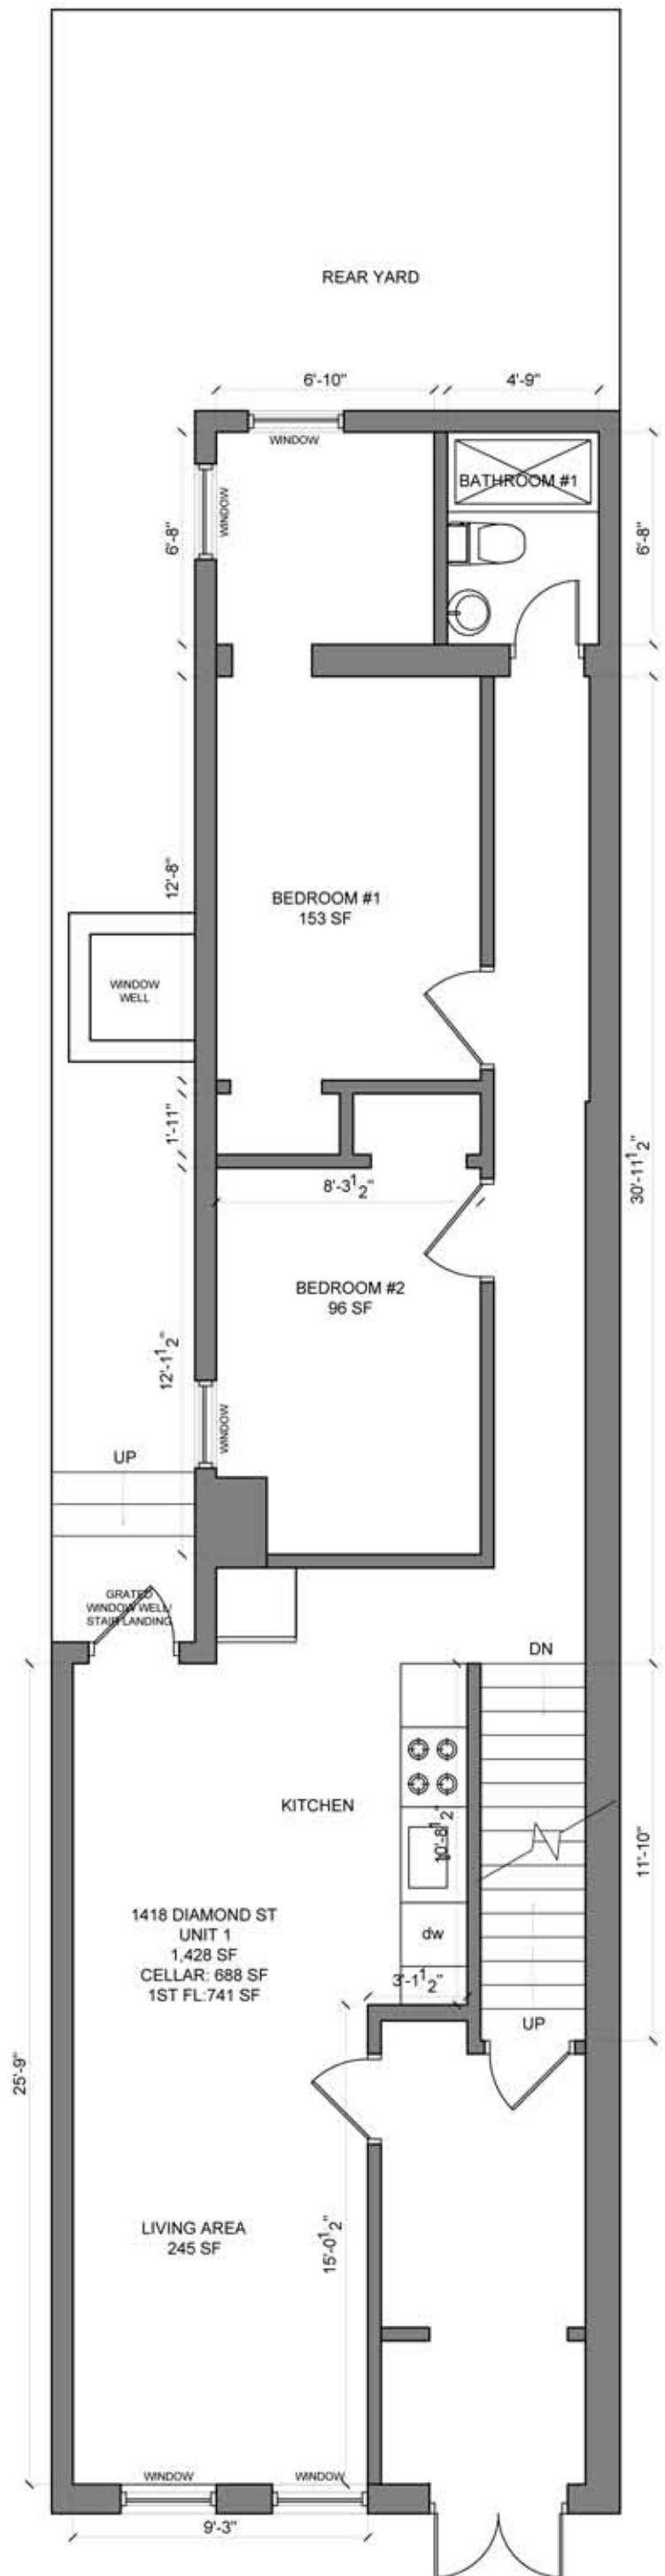 REAR YARD
6'-10"
4'-9"
WINDOW
BATHROOM #1
WINDOW
6'-8"
6'-8"
12'-8"
BEDROOM #1
153 SF
WINDOW
WELL
1'-11"
30'-11 1/2"
8'-3 1/2"
BEDROOM #2
96 SF
12'-1 1/2"
WINDOW
UP
GRATED
WINDOW WELL/
STAIR LANDING
DN
KITCHEN
10'-8 1/2"
11'-10"
1418 DIAMOND ST
UNIT 1
1,428 SF
CELLAR: 688 SF
1ST FL:741 SF
dw
3'-1 1/2"
UP
25'-9"
LIVING AREA
245 SF
15'-0 1/2"
WINDOW
WINDOW
9'-3"